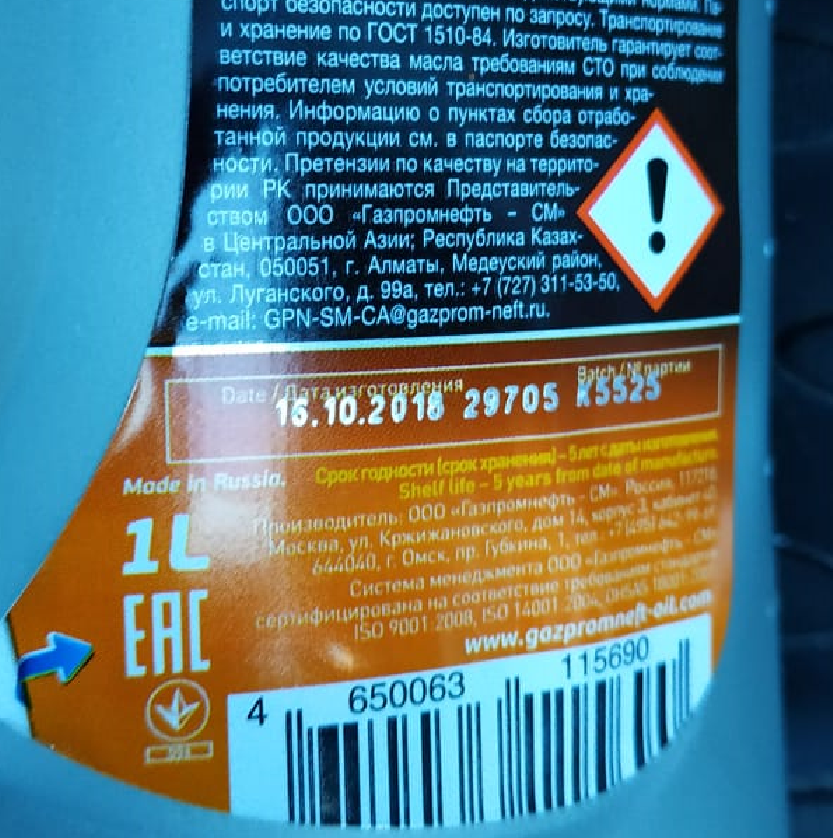 спорт безопасности доступен по запросу. Транспортирование
и хранение по ГОСТ 1510-84. Изготовитель гарантирует соот-
ветствие качества масла требованиям СТО при соблюдении
потребителем условий транспортирования и хра-
нения. Информацию о пунктах сбора отрабо-
танной продукции см. в паспорте безопас-
ности. Претензии по качеству на террито-
рии РК принимаются Представитель-
ством ООО «Газпромнефть – СМ»
в Центральной Азии; Республика Казах-
стан, 050051, г. Алматы, Медеуский район,
ул. Луганского, д. 99а, тел.: +7 (727) 311-53-50,
e-mail: GPN-SM-CA@gazprom-neft.ru.
Date / Дата изготовления Batch / № партии
16.10.2018 29705 K5525
Made in Russia.
Срок годности (срок хранения) – 5 лет с даты изготовления.
Shelf life – 5 years from date of manufacture
1L
Производитель: ООО «Газпромнефть - СМ» Россия, 117218
Москва, ул. Кржижановского, дом 14, корпус 3,
644040, г. Омск, пр. Губкина, 1, тел.
Система менеджмента ООО «Газпромнефть - СМ»
сертифицирована на соответствие требованиям
ISO 9001:2008, ISO 14001:2004, OHSAS
www.gazpromneft-oil.com
EAC
4 650063 115690